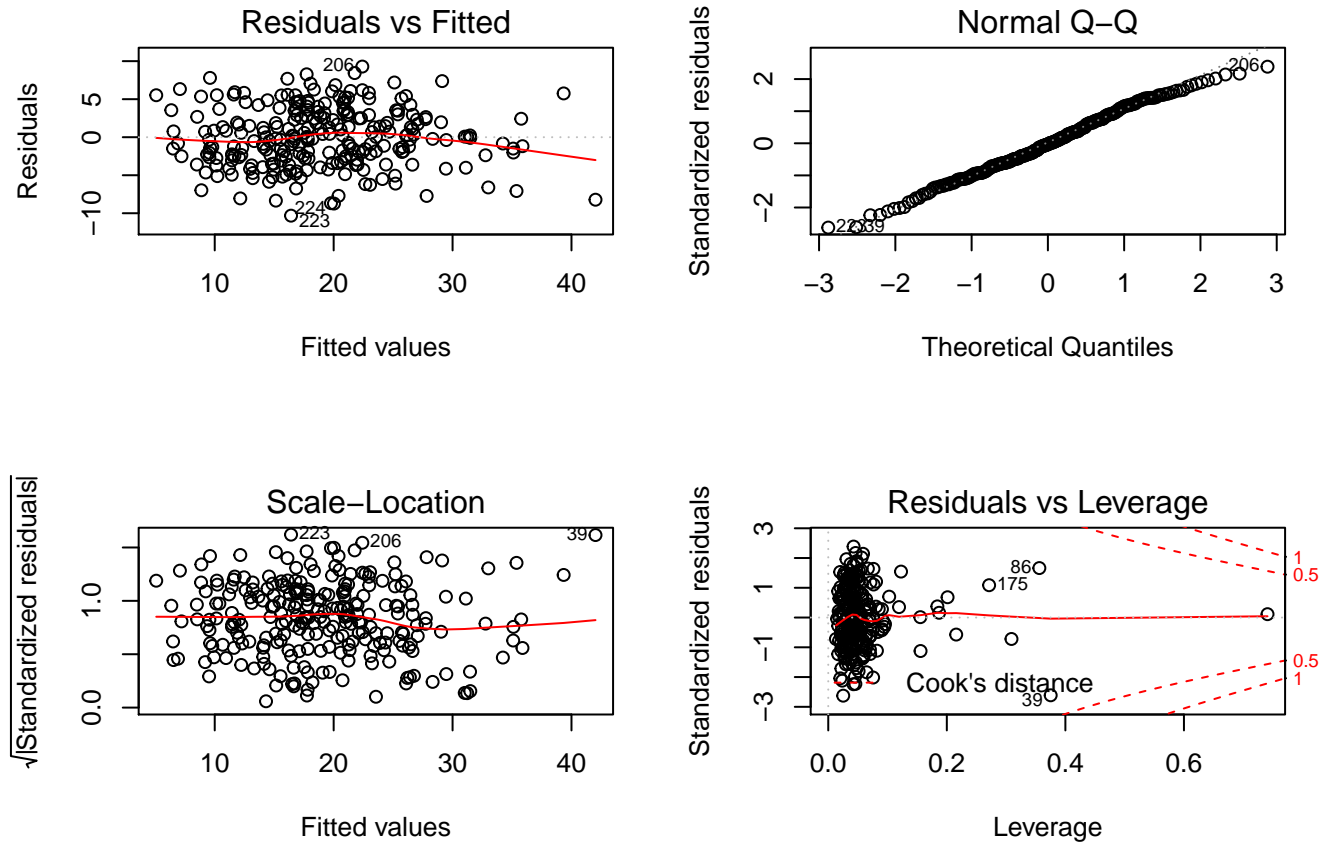 Residuals vs Fitted
Residuals
5
0
−10
206
224
223
10 20 30 40
Fitted values
Normal Q−Q
Standardized residuals
2
0
−2
206
223
39
−3 −2 −1 0 1 2 3
Theoretical Quantiles
Scale−Location
√|Standardized residuals|
1.0
0.0
223
206
39
10 20 30 40
Fitted values
Residuals vs Leverage
Standardized residuals
3
1
−1
−3
86
175
39
Cook's distance
1
0.5
0.5
1
0.0 0.2 0.4 0.6
Leverage